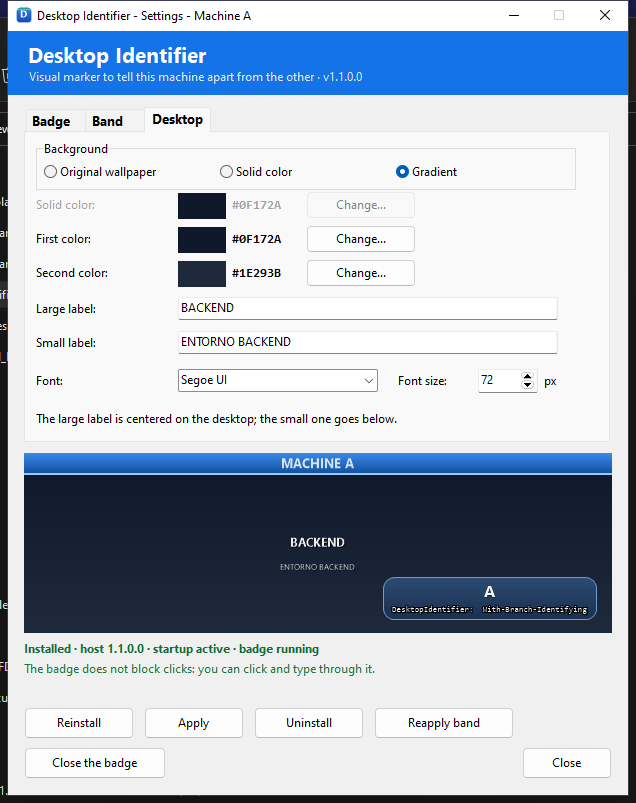 Desktop Identifier - Settings - Machine A
Desktop Identifier
Visual marker to tell this machine apart from the other · v1.1.0.0
Badge Band Desktop
Background
Original wallpaper Solid color Gradient
Solid color: #0F172A Change...
First color: #0F172A Change...
Second color: #1E293B Change...
Large label: BACKEND
Small label: ENTORNO BACKEND
Font: Segoe UI Font size: 72 px
The large label is centered on the desktop; the small one goes below.
MACHINE A
BACKEND
ENTORNO BACKEND
A
DesktopIdentifier: With-Branch-Identifying
Installed · host 1.1.0.0 · startup active · badge running
The badge does not block clicks: you can click and type through it.
Reinstall Apply Uninstall Reapply band
Close the badge Close